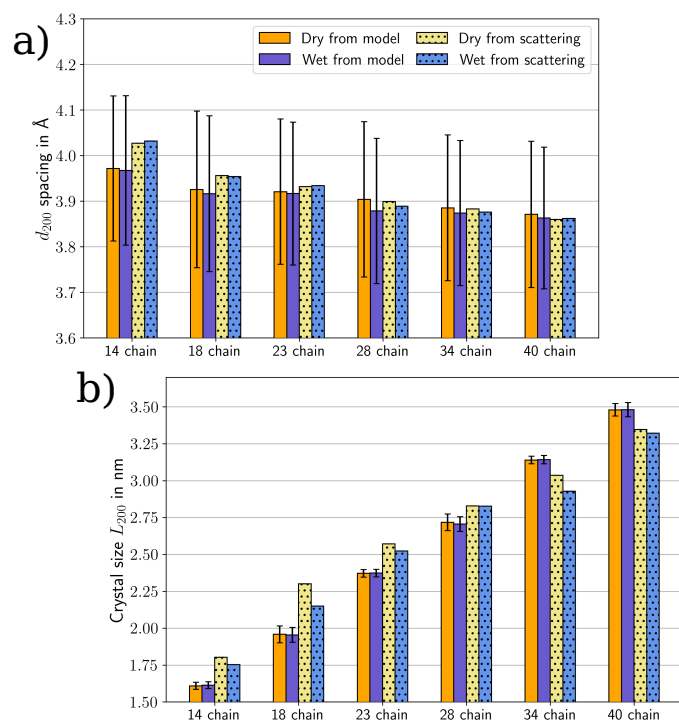 a)
4.3
4.2
4.1
4.0
3.9
3.8
3.7
3.6
d₂₀₀ spacing in Å
Dry from model
Wet from model
Dry from scattering
Wet from scattering
14 chain 18 chain 23 chain 28 chain 34 chain 40 chain
b)
3.50
3.25
3.00
2.75
2.50
2.25
2.00
1.75
1.50
Crystal size L₂₀₀ in nm
14 chain 18 chain 23 chain 28 chain 34 chain 40 chain